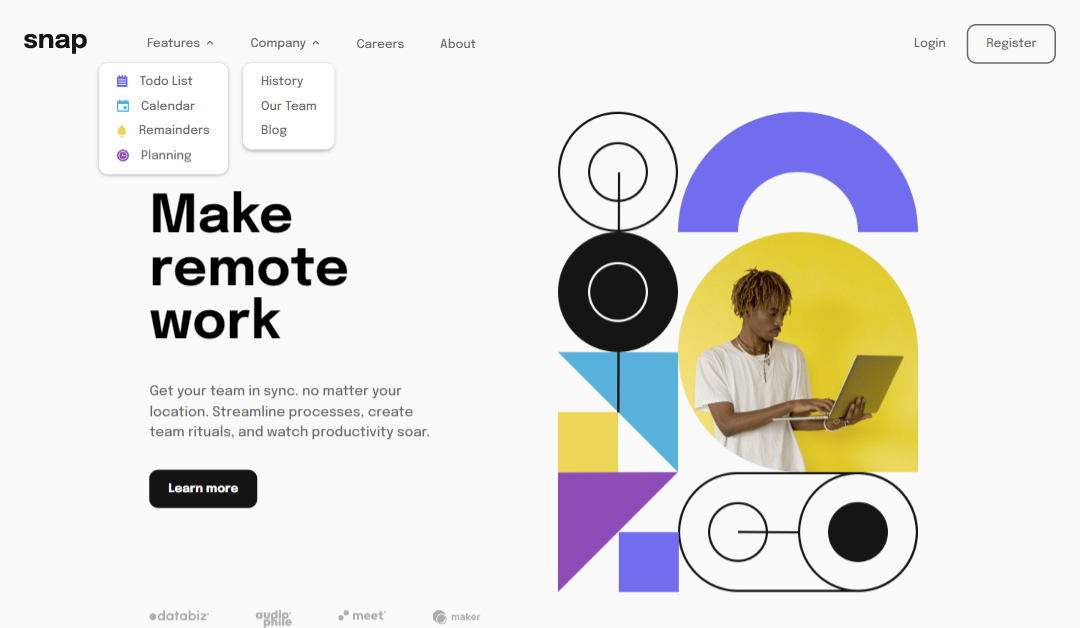 snap
Features
Company
Careers
About
Login
Register
Todo List
Calendar
Remainders
Planning
History
Our Team
Blog
Make
remote
work
Get your team in sync. no matter your
location. Streamline processes, create
team rituals, and watch productivity soar.
Learn more
databiz
audiophile
meet
maker